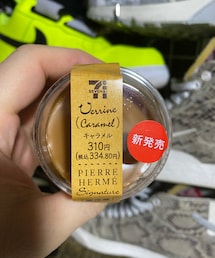 Verrine
(Caramel)
キャラメル
310円
(税込334.80円)
PIERRE
HERMÉ
Signature
新発売